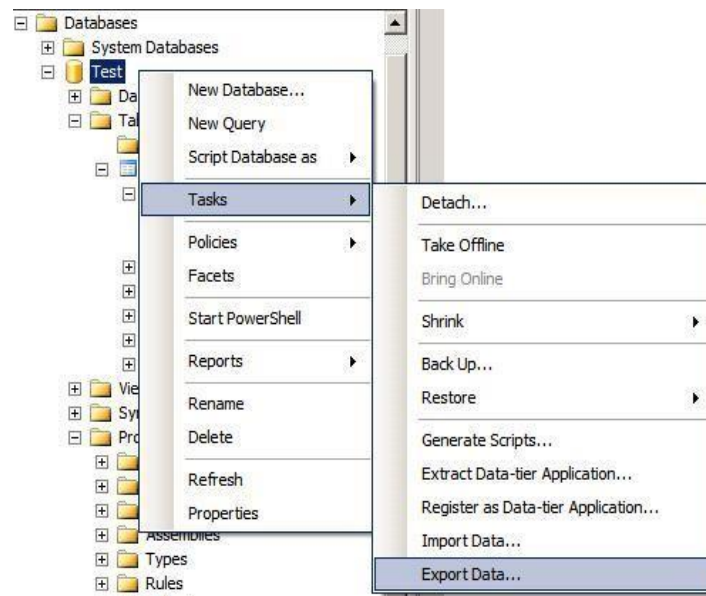 Databases
System Databases
Test
Da
Tal
Vie
Syn
Pro
Assemblies
Types
Rules
New Database...
New Query
Script Database as
Tasks
Policies
Facets
Start PowerShell
Reports
Rename
Delete
Refresh
Properties
Detach...
Take Offline
Bring Online
Shrink
Back Up...
Restore
Generate Scripts...
Extract Data-tier Application...
Register as Data-tier Application...
Import Data...
Export Data...